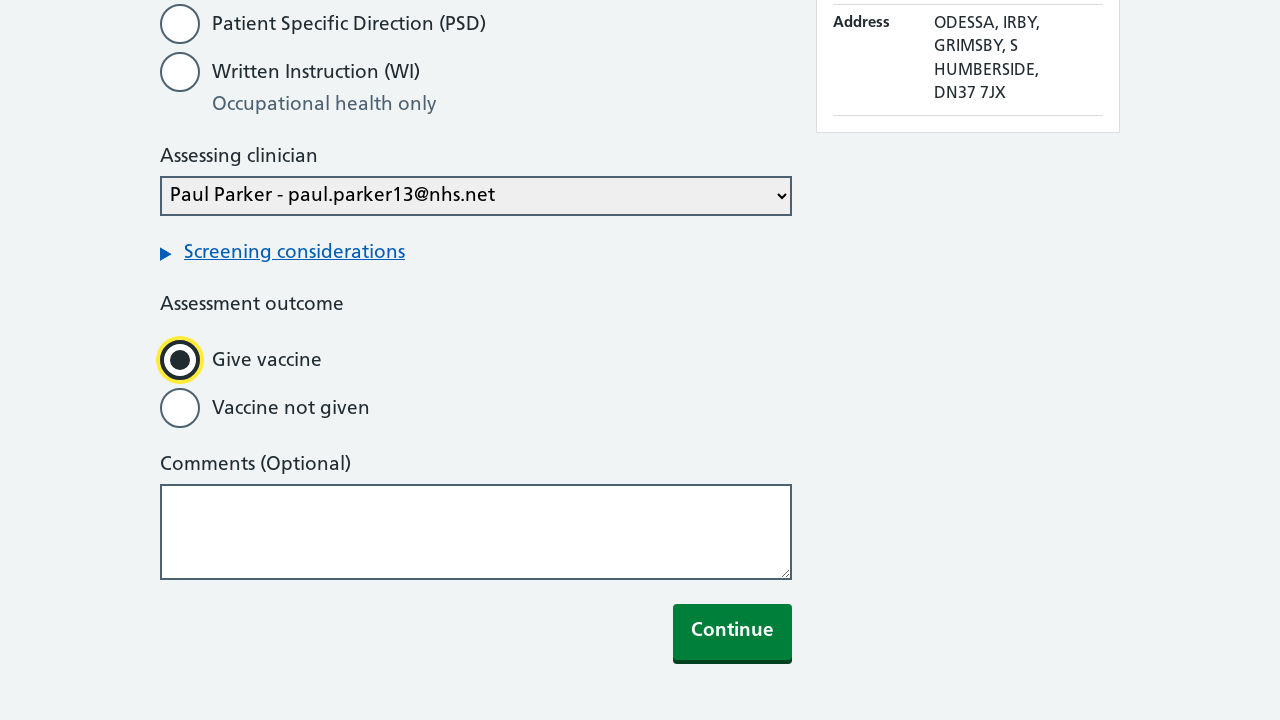 Patient Specific Direction (PSD)
Written Instruction (WI)
Occupational health only
Assessing clinician
Paul Parker - paul.parker13@nhs.net
Screening considerations
Assessment outcome
Give vaccine
Vaccine not given
Comments (Optional)
Continue
Address
ODESSA, IRBY,
GRIMSBY, S
HUMBERSIDE,
DN37 7JX